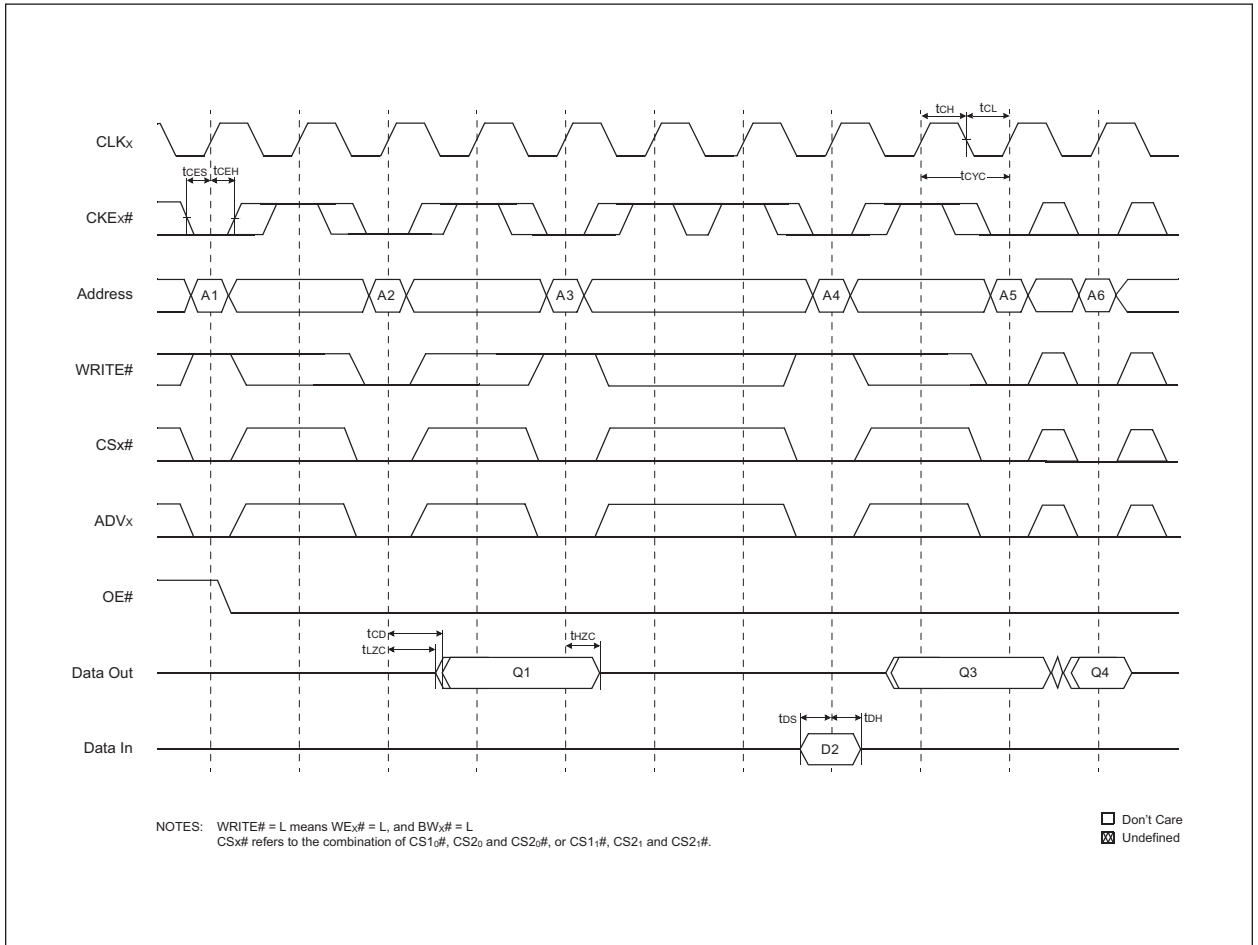 tCH tCL
CLKx
tCES tCEH
tCYC
CKEx#
Address A1 A2 A3 A4 A5 A6
WRITE#
CSx#
ADVx
OE#
tCD
tLZC
tHZC
Data Out Q1 Q3 Q4
tDS tDH
Data In D2
NOTES: WRITE# = L means WEx# = L, and BWx# = L
CSx# refers to the combination of CS1₀#, CS2₀ and CS2₀#, or CS1₁#, CS2₁ and CS2₁#.
Don't Care
Undefined